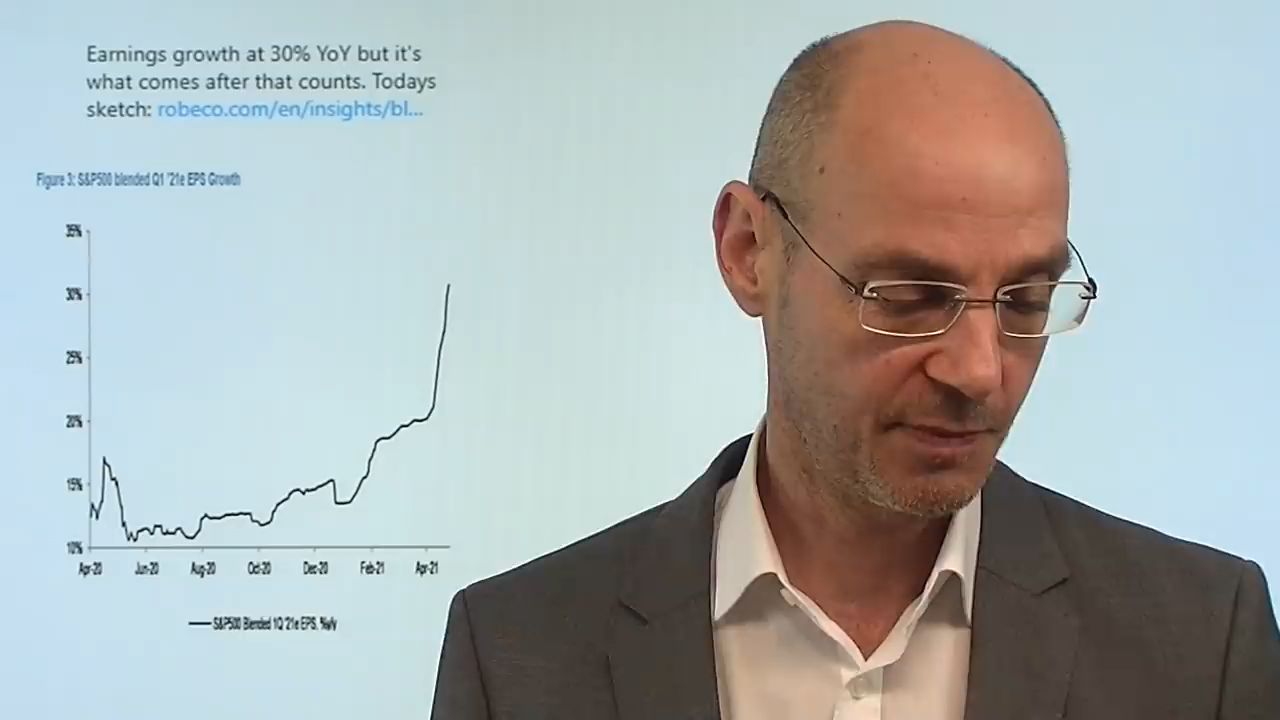 Earnings growth at 30% YoY but it's
what comes after that counts. Todays
sketch: robeco.com/en/insights/bl...
Figure 3: S&P500 blended Q1 '21e EPS Growth
35%
30%
25%
20%
15%
10%
Apr-20 Jun-20 Aug-20 Oct-20 Dec-20 Feb-21 Apr-21
S&P500 Blended 1Q '21e EPS, %y/y